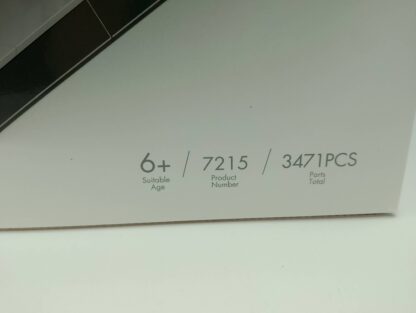 6+ / 7215 / 3471PCS
Suitable Product Parts
Age Number Total